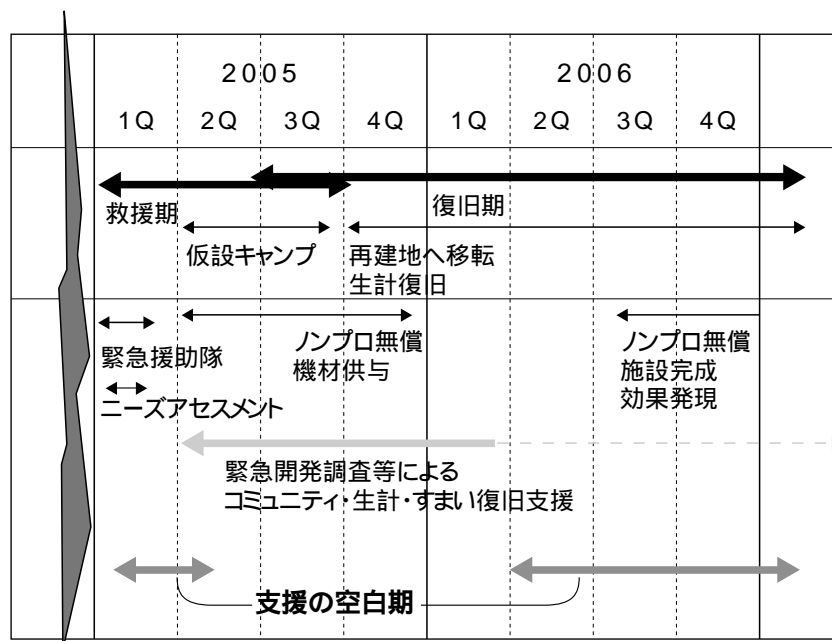 2005 2006
1Q 2Q 3Q 4Q 1Q 2Q 3Q 4Q
救援期
復旧期
仮設キャンプ
再建地へ移転
生計復旧
緊急援助隊
ノンプロ無償
機材供与
ノンプロ無償
施設完成
効果発現
ニーズアセスメント
緊急開発調査等による
コミュニティ・生計・すまい復旧支援
支援の空白期